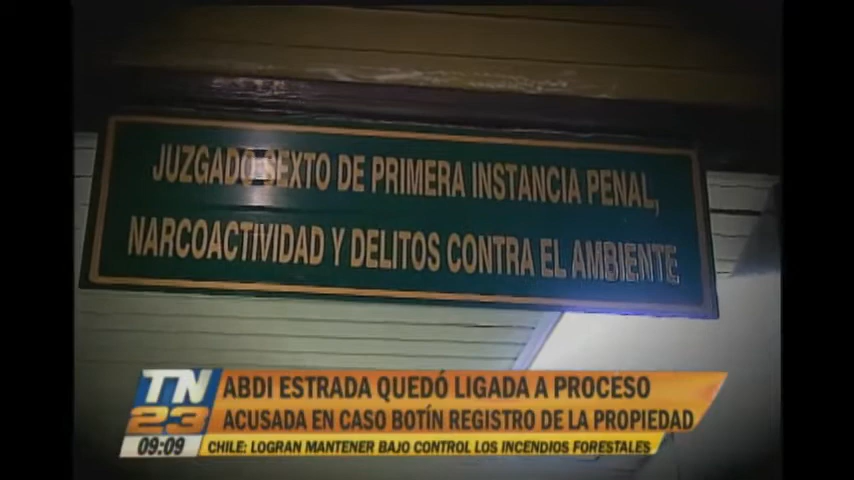 JUZGADO SEXTO DE PRIMERA INSTANCIA PENAL,
NARCOACTIVIDAD Y DELITOS CONTRA EL AMBIENTE
TN
23
09:09
ABDI ESTRADA QUEDÓ LIGADA A PROCESO
ACUSADA EN CASO BOTÍN REGISTRO DE LA PROPIEDAD
CHILE: LOGRAN MANTENER BAJO CONTROL LOS INCENDIOS FORESTALES